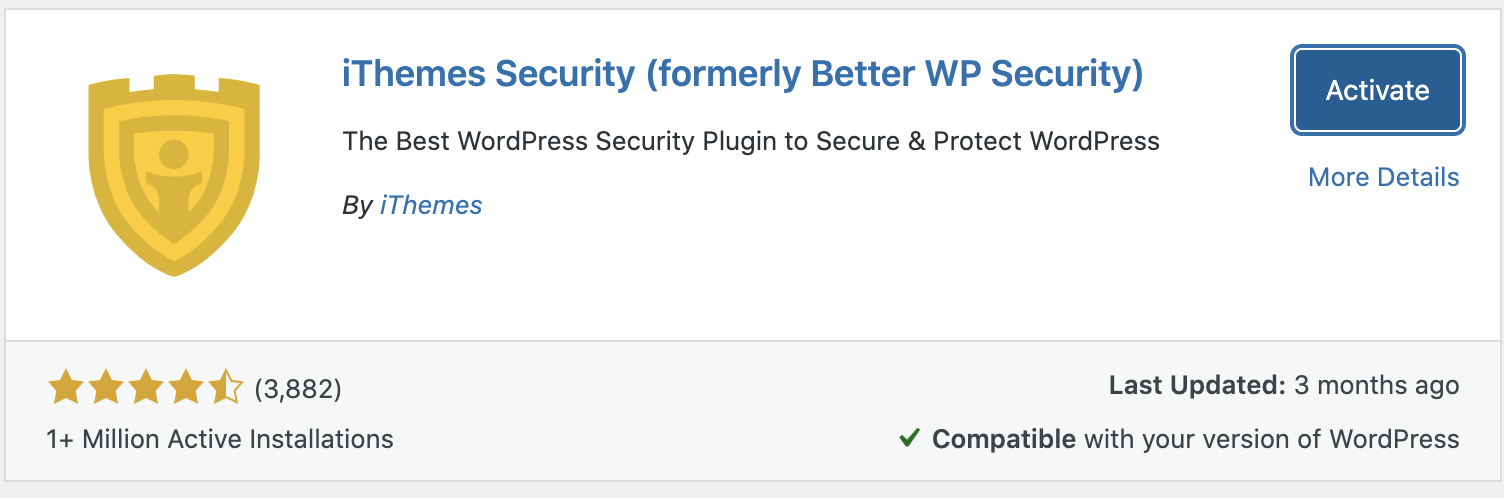 iThemes Security (formerly Better WP Security)
Activate
The Best WordPress Security Plugin to Secure & Protect WordPress
More Details
By iThemes
(3,882)
Last Updated: 3 months ago
1+ Million Active Installations
Compatible with your version of WordPress